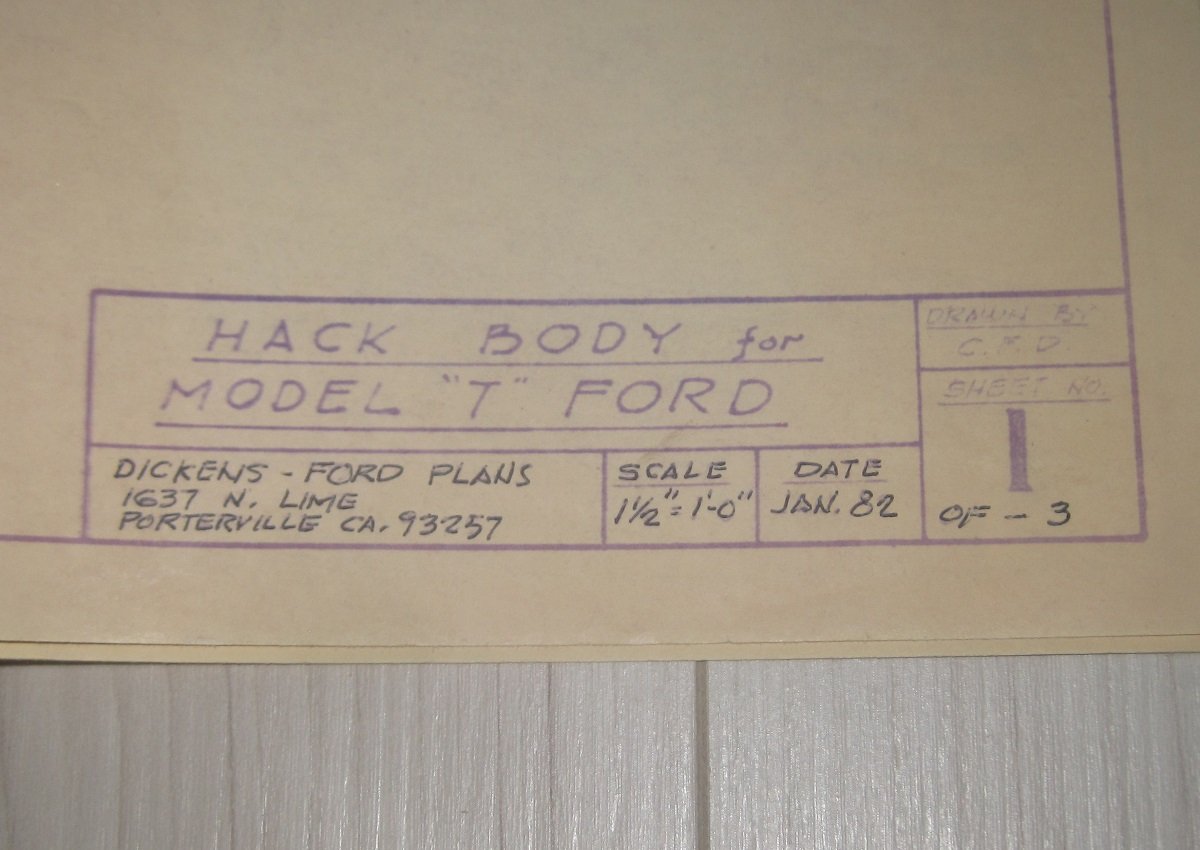 HACK BODY for
MODEL "T" FORD
DICKENS - FORD PLANS
1637 N. LIME
PORTERVILLE CA. 93257
SCALE
1½" = 1'-0"
DATE
JAN. 82
DRAWN BY
C.F.D
SHEET NO.
1
OF - 3